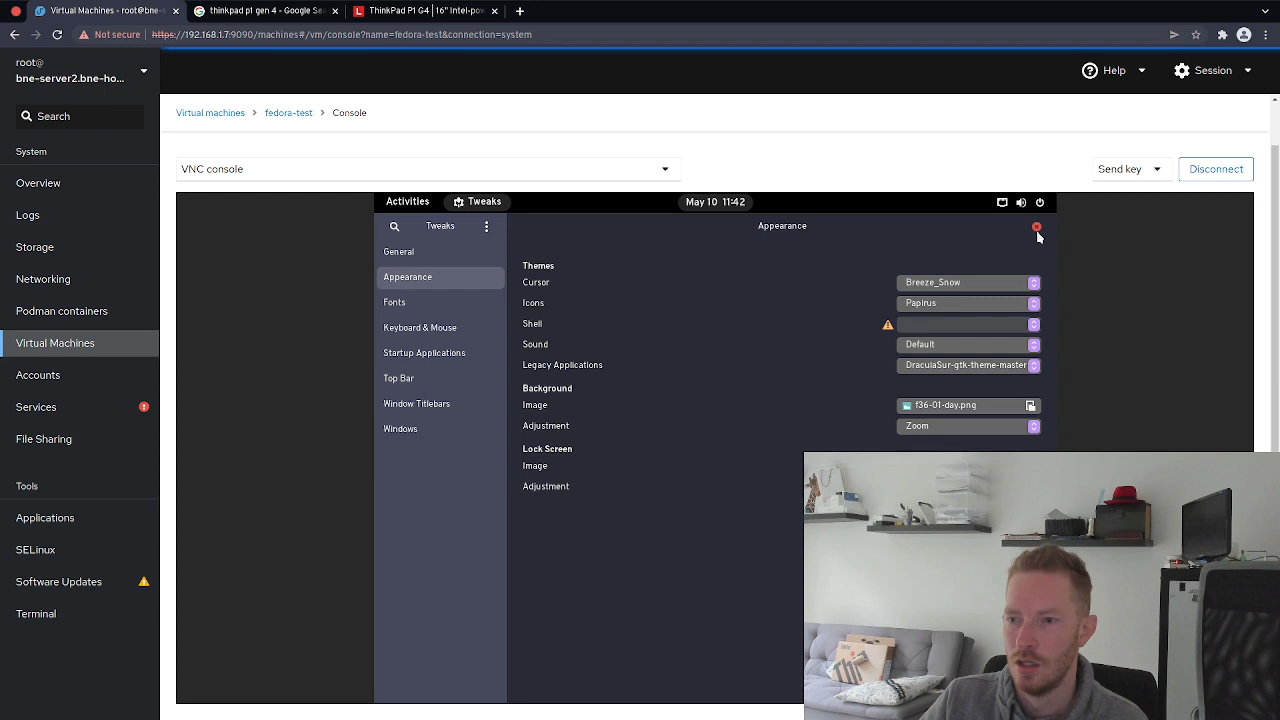 Virtual Machines - root@bne-s
thinkpad p1 gen 4 - Google Sea
ThinkPad P1 G4 | 16" Intel-pow
Not secure
https://192.168.1.7:9090/machines#/vm/console?name=fedora-test&connection=system
root@
bne-server2.bne-ho...
Help
Session
Search
System
Overview
Logs
Storage
Networking
Podman containers
Virtual Machines
Accounts
Services
File Sharing
Tools
Applications
SELinux
Software Updates
Terminal
Virtual machines > fedora-test > Console
VNC console
Send key
Disconnect
Activities
Tweaks
May 10 11:42
Tweaks
Appearance
General
Appearance
Fonts
Keyboard & Mouse
Startup Applications
Top Bar
Window Titlebars
Windows
Themes
Cursor
Breeze_Snow
Icons
Papirus
Shell
Sound
Default
Legacy Applications
DraculaSur-gtk-theme-master
Background
Image
f36-01-day.png
Adjustment
Zoom
Lock Screen
Image
Adjustment